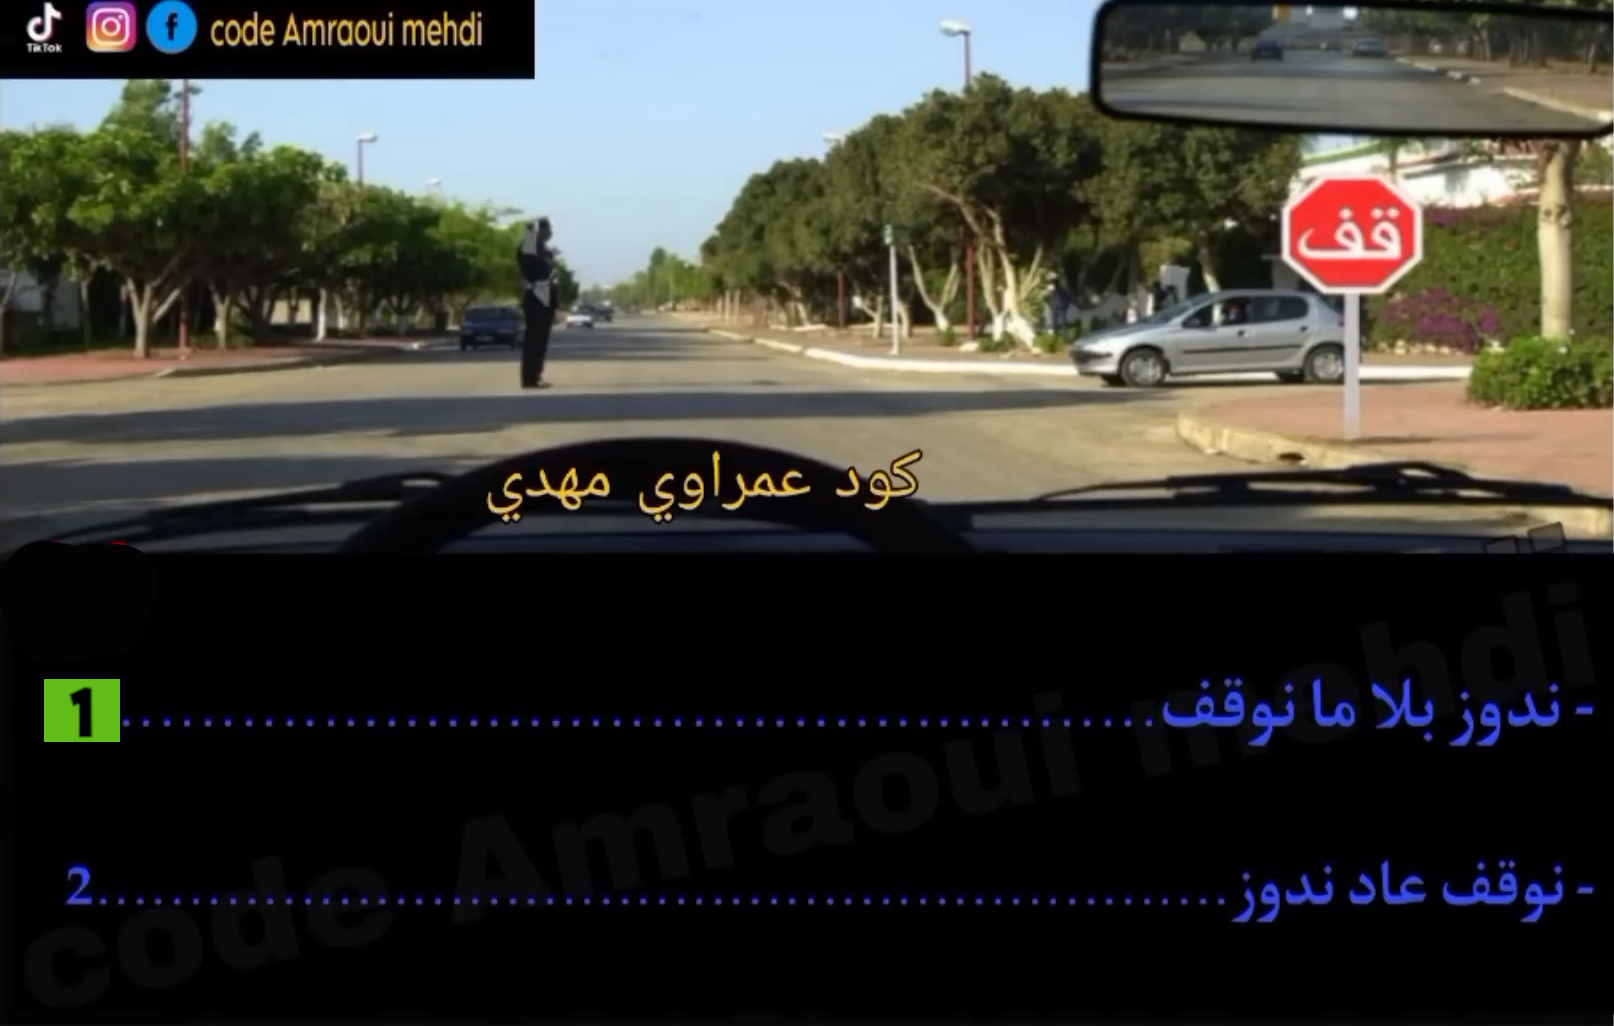 TikTok code Amraoui mehdi
قف
كود عمراوي مهدي
- ندوز بلا ما نوقف 1
- نوقف عاد ندوز 2
code Amraoui mehdi